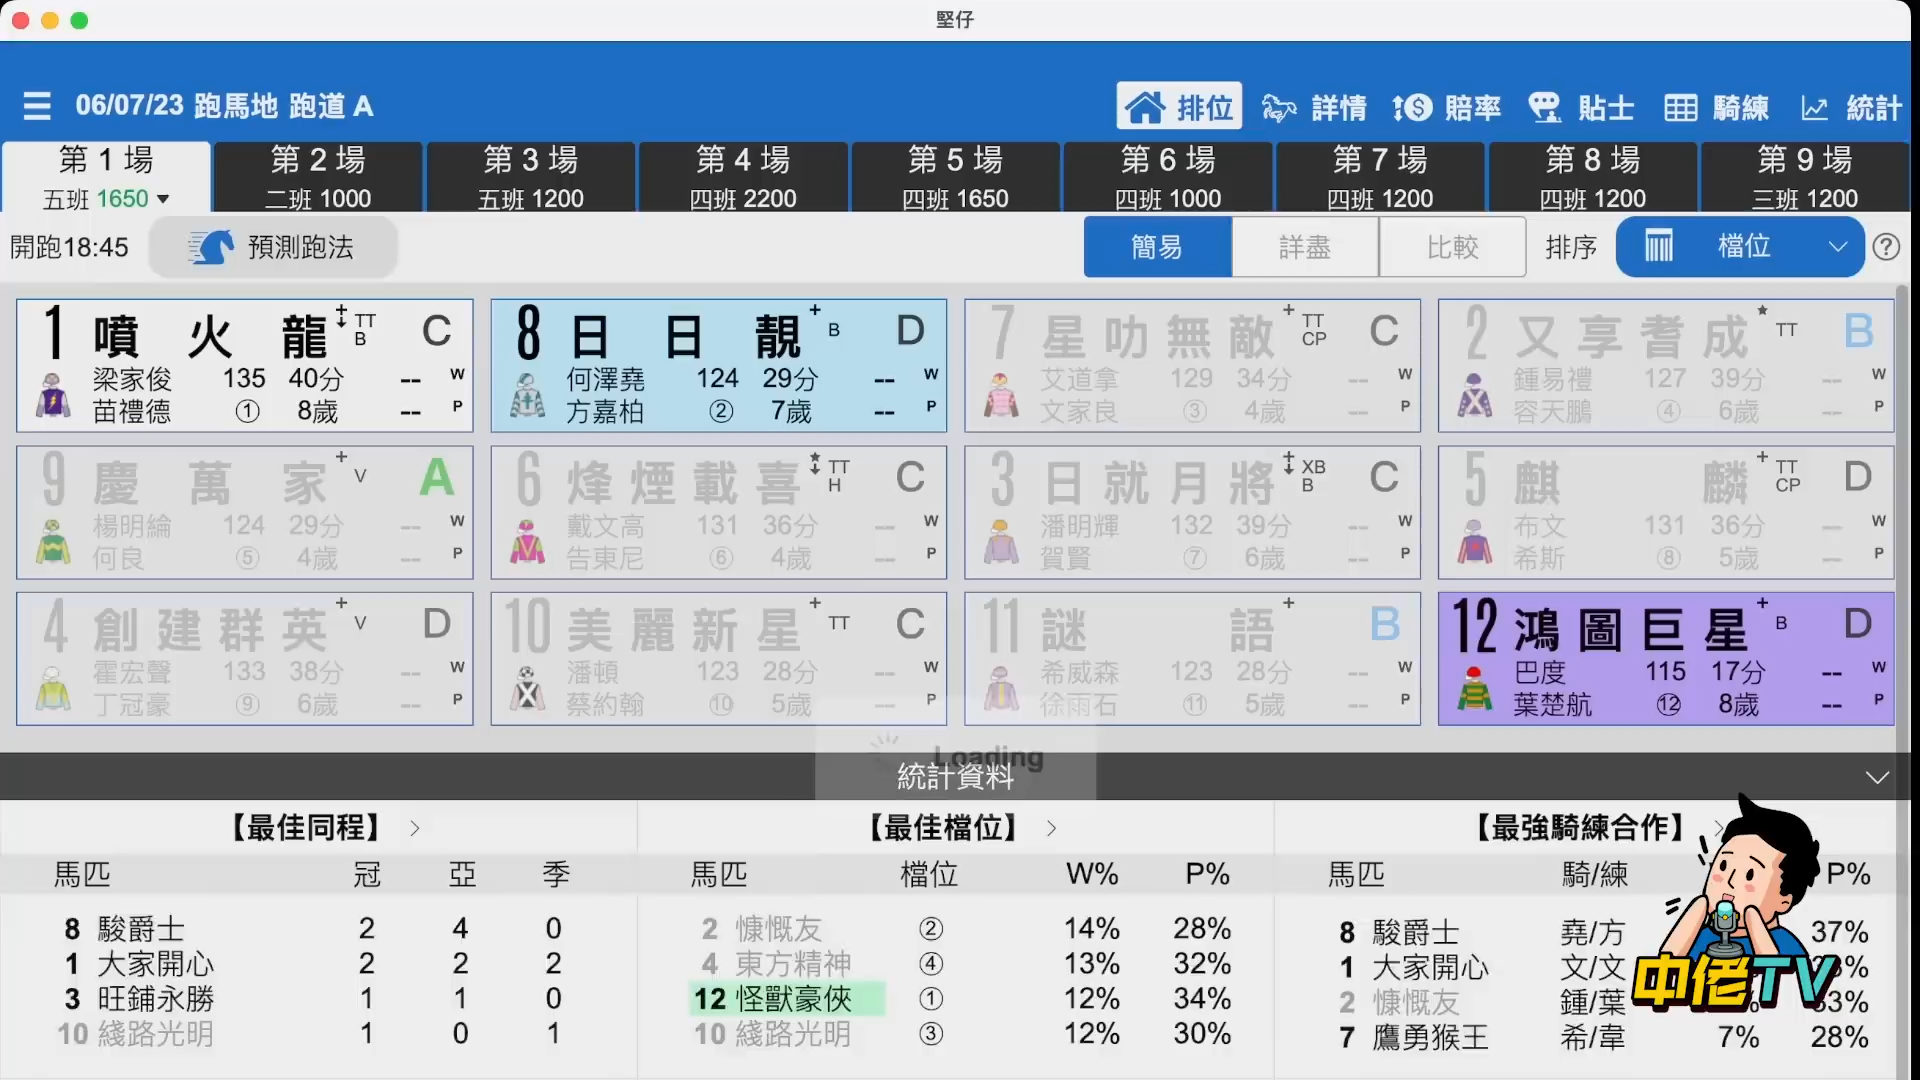 堅仔
06/07/23 跑馬地 跑道 A
排位 詳情 賠率 貼士 騎練 統計
第 1 場 第 2 場 第 3 場 第 4 場 第 5 場 第 6 場 第 7 場 第 8 場 第 9 場
五班 1650 二班 1000 五班 1200 四班 2200 四班 1650 四班 1000 四班 1200 四班 1200 三班 1200
開跑18:45 預測跑法 簡易 詳盡 比較 排序 檔位 ?
1 噴火龍 ‡ TT B C
梁家俊 135 40分 -- W
苗禮德 ① 8歲 -- P
8 日日靚 + B D
何澤堯 124 29分 -- W
方嘉柏 ② 7歲 -- P
7 星叻無敵 + TT CP C
艾道拿 129 34分 -- W
文家良 ③ 4歲 -- P
2 又享耆成 * TT B
鍾易禮 127 39分 -- W
容天鵬 ④ 6歲 -- P
9 慶萬家 + V A
楊明綸 124 29分 -- W
何良 ⑤ 4歲 -- P
6 烽煙載喜 TT H C
戴文高 131 36分 -- W
告東尼 ⑥ 4歲 -- P
3 日就月將 ‡ XB B C
潘明輝 132 39分 -- W
賀賢 ⑦ 6歲 -- P
5 麒麟 + TT CP D
布文 131 36分 -- W
希斯 ⑧ 5歲 -- P
4 創建群英 + V D
霍宏聲 133 38分 -- W
丁冠豪 ⑨ 6歲 -- P
10 美麗新星 + TT C
潘頓 123 28分 -- W
蔡約翰 ⑩ 5歲 -- P
11 謎語 + B
希威森 123 28分 -- W
徐雨石 ⑪ 5歲 -- P
12 鴻圖巨星 + B D
巴度 115 17分 -- W
葉楚航 ⑫ 8歲 -- P
Loading
統計資料
【最佳同程】 >
馬匹 冠 亞 季
8 駿爵士 2 4 0
1 大家開心 2 2 2
3 旺鋪永勝 1 1 0
10 綫路光明 1 0 1
【最佳檔位】 >
馬匹 檔位 W% P%
2 慷慨友 ② 14% 28%
4 東方精神 ④ 13% 32%
12 怪獸豪俠 ① 12% 34%
10 綫路光明 ③ 12% 30%
【最強騎練合作】 >
馬匹 騎/練 P%
8 駿爵士 堯/方 37%
1 大家開心 文/文
2 慷慨友 鍾/葉 33%
7 鷹勇猴王 希/韋 7% 28%
中佬TV